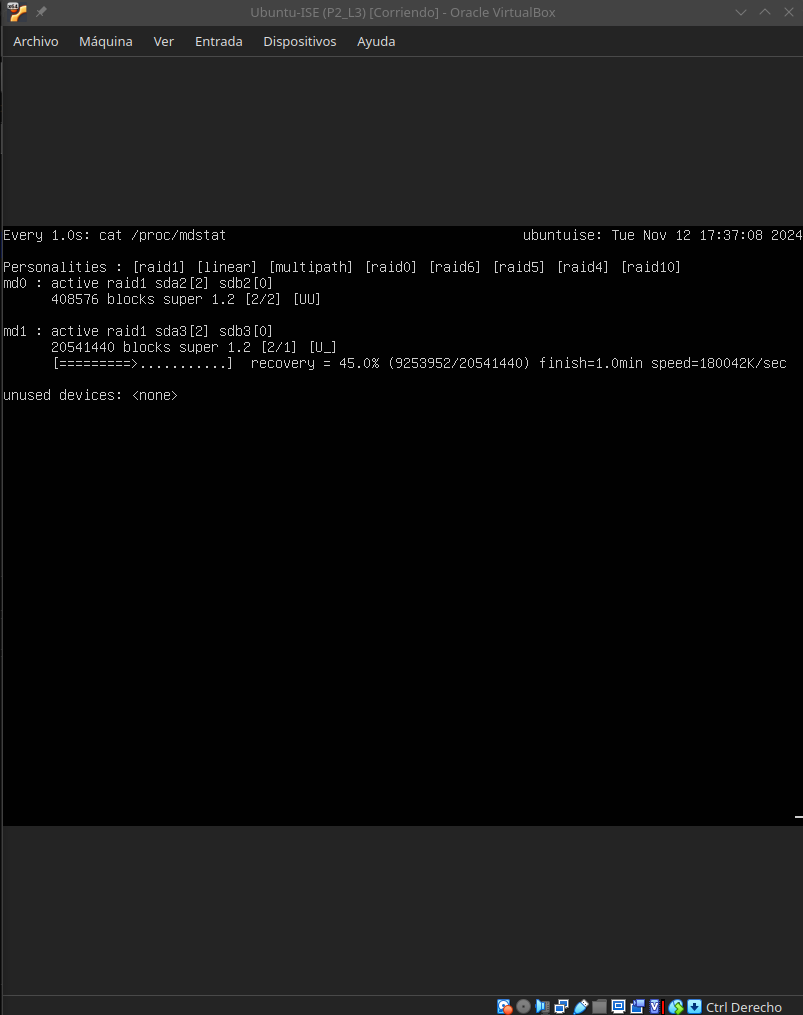 Ubuntu-ISE (P2_L3) [Corriendo] - Oracle VirtualBox
Archivo Máquina Ver Entrada Dispositivos Ayuda
Every 1.0s: cat /proc/mdstat ubuntuise: Tue Nov 12 17:37:08 2024
Personalities : [raid1] [linear] [multipath] [raid0] [raid6] [raid5] [raid4] [raid10]
md0 : active raid1 sda2[2] sdb2[0]
408576 blocks super 1.2 [2/2] [UU]
md1 : active raid1 sda3[2] sdb3[0]
20541440 blocks super 1.2 [2/1] [U_]
[=========>...........] recovery = 45.0% (9253952/20541440) finish=1.0min speed=180042K/sec
unused devices: <none>
Ctrl Derecho